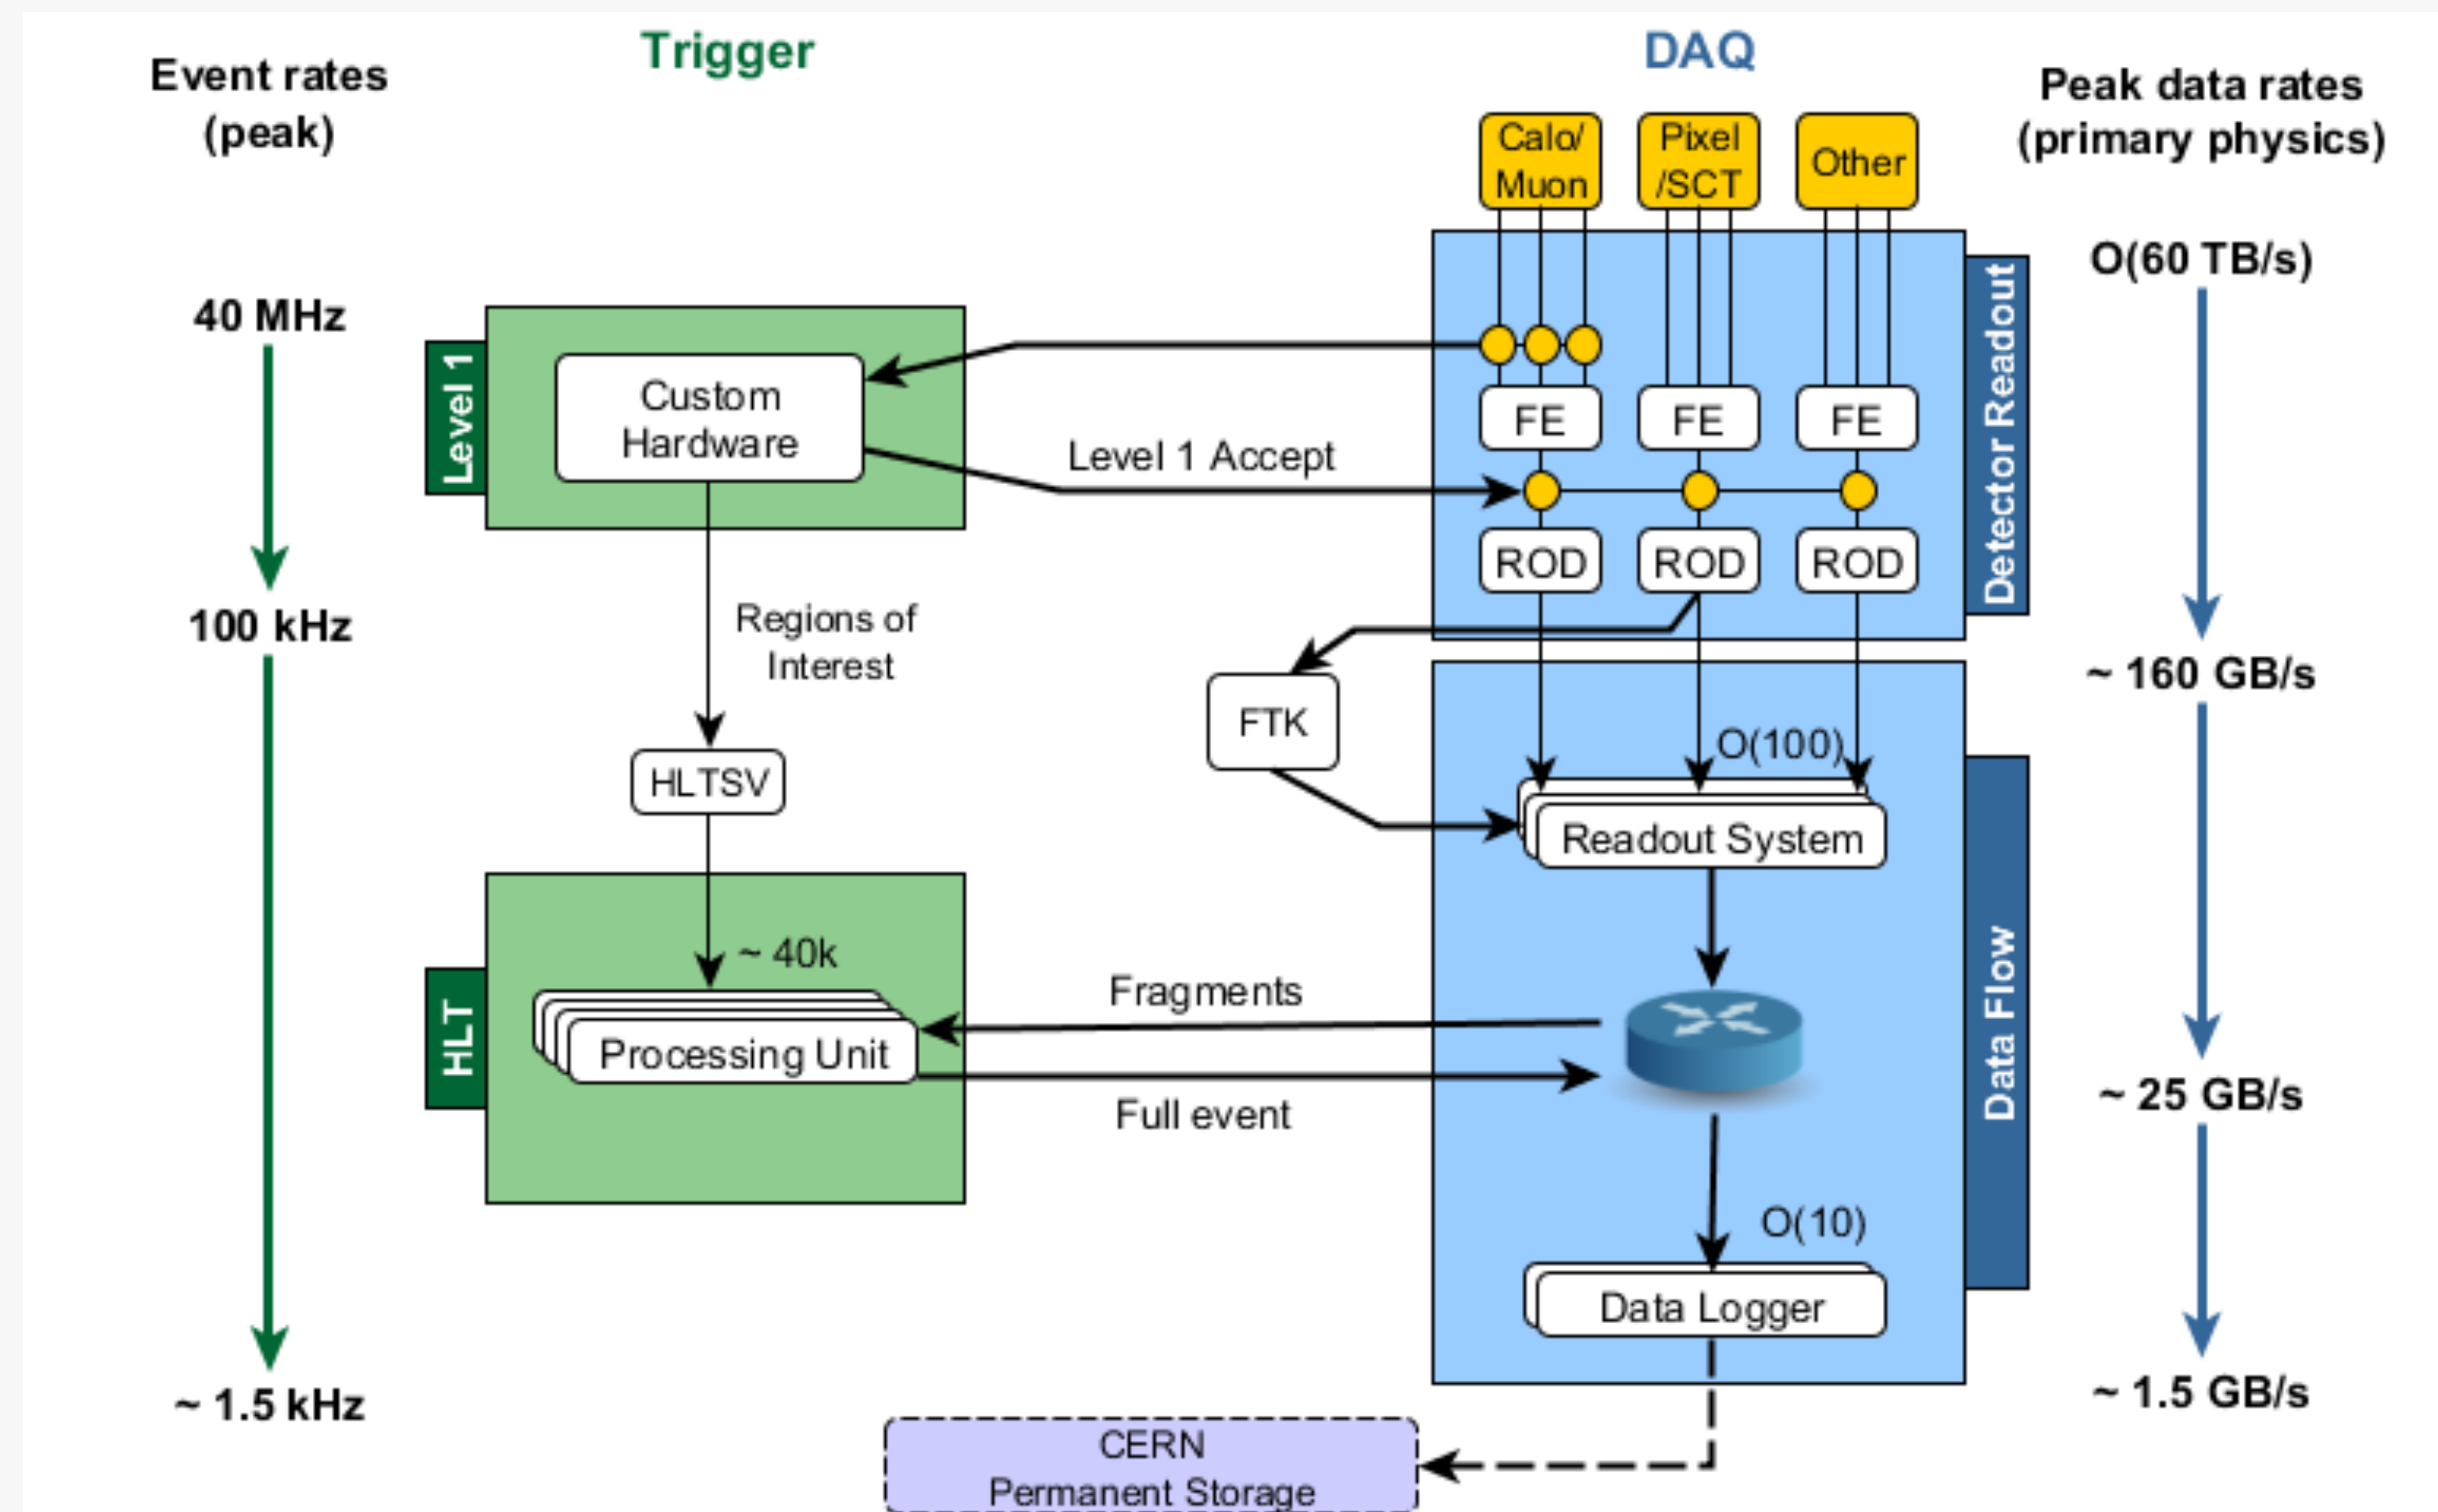 Trigger
DAQ
Event rates
(peak)
Peak data rates
(primary physics)
Calo/
Muon
Pixel
/SCT
Other
O(60 TB/s)
40 MHz
Level 1
Custom
Hardware
Level 1 Accept
FE
FE
FE
ROD
ROD
ROD
Detector Readout
100 kHz
Regions of
Interest
~ 160 GB/s
FTK
HLTSV
O(100)
Readout System
~ 40k
HLT
Processing Unit
Fragments
Full event
Data Flow
~ 25 GB/s
O(10)
Data Logger
~ 1.5 kHz
~ 1.5 GB/s
CERN
Permanent Storage